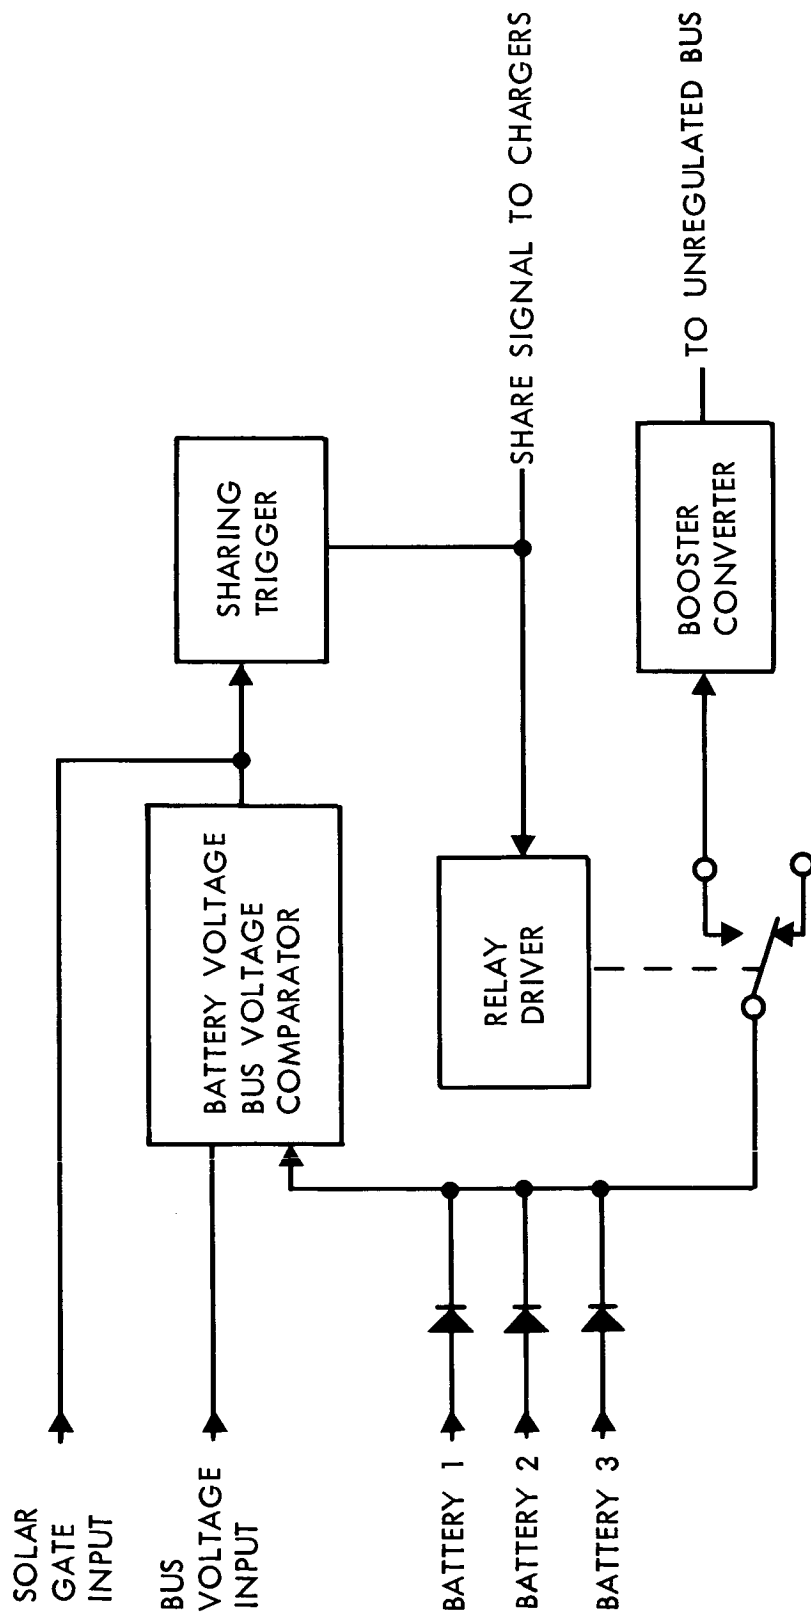 SOLAR
GATE
INPUT
BUS
VOLTAGE
INPUT
BATTERY VOLTAGE
BUS VOLTAGE
COMPARATOR
SHARING
TRIGGER
BATTERY 1
BATTERY 2
BATTERY 3
RELAY
DRIVER
SHARE SIGNAL TO CHARGERS
BOOSTER
CONVERTER
TO UNREGULATED BUS